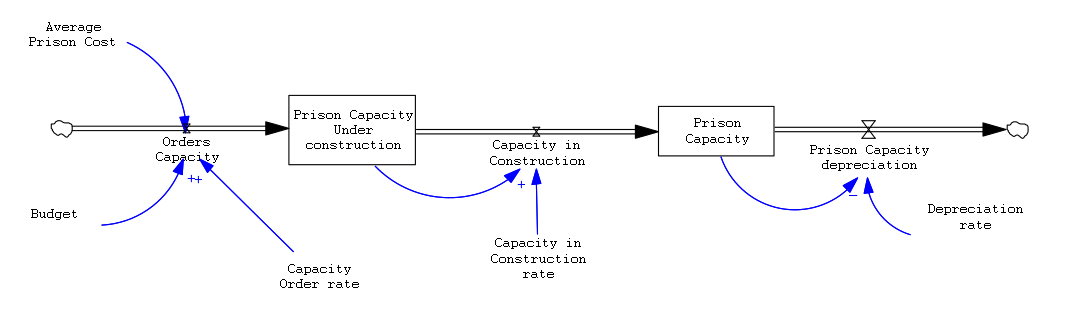 Average
Prison Cost
Orders
Capacity
++
Budget
Capacity
Order rate
Prison Capacity
Under
construction
Capacity in
Construction
+
Capacity in
Construction
rate
Prison
Capacity
Prison Capacity
depreciation
−
Depreciation
rate